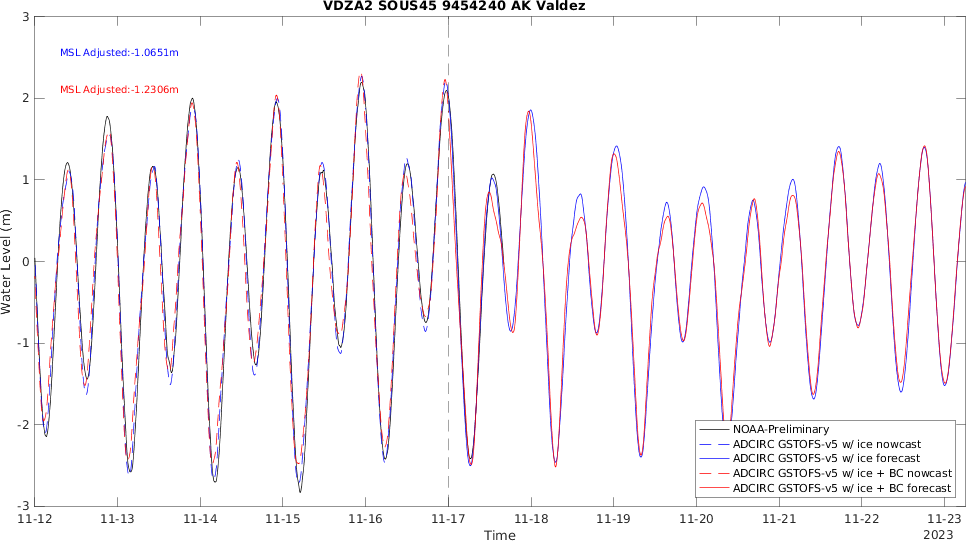 VDZA2 SOUS45 9454240 AK Valdez
MSL Adjusted:-1.0651m
MSL Adjusted:-1.2306m
Water Level (m)
3
2
1
0
-1
-2
-3
NOAA-Preliminary
ADCIRC GSTOFS-v5 w/ ice nowcast
ADCIRC GSTOFS-v5 w/ ice forecast
ADCIRC GSTOFS-v5 w/ ice + BC nowcast
ADCIRC GSTOFS-v5 w/ ice + BC forecast
11-12 11-13 11-14 11-15 11-16 11-17 11-18 11-19 11-20 11-21 11-22 11-23
Time
2023